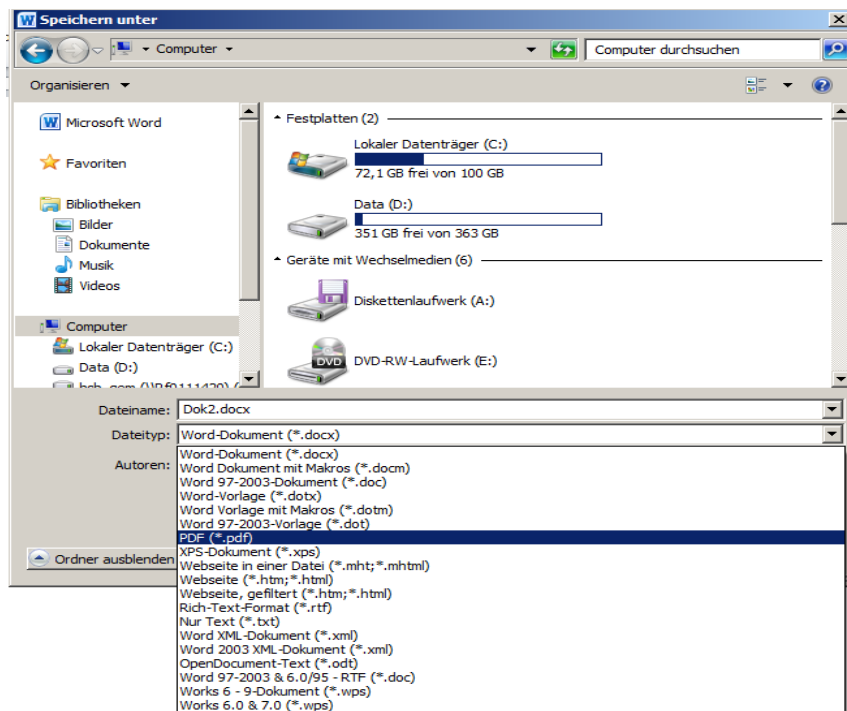 Speichern unter
Computer
Computer durchsuchen
Organisieren
Microsoft Word
Favoriten
Bibliotheken
Bilder
Dokumente
Musik
Videos
Computer
Lokaler Datenträger (C:)
Data (D:)
Festplatten (2)
Lokaler Datenträger (C:)
72,1 GB frei von 100 GB
Data (D:)
351 GB frei von 363 GB
Geräte mit Wechselmedien (6)
Diskettenlaufwerk (A:)
DVD
DVD-RW-Laufwerk (E:)
Dateiname: Dok2.docx
Dateityp: Word-Dokument (*.docx)
Autoren:
Ordner ausblenden
Word-Dokument (*.docx)
Word Dokument mit Makros (*.docm)
Word 97-2003-Dokument (*.doc)
Word-Vorlage (*.dotx)
Word Vorlage mit Makros (*.dotm)
Word 97-2003-Vorlage (*.dot)
PDF (*.pdf)
XPS-Dokument (*.xps)
Webseite in einer Datei (*.mht;*.mhtml)
Webseite (*.htm;*.html)
Webseite, gefiltert (*.htm;*.html)
Rich-Text-Format (*.rtf)
Nur Text (*.txt)
Word XML-Dokument (*.xml)
Word 2003 XML-Dokument (*.xml)
OpenDocument-Text (*.odt)
Word 97-2003 & 6.0/95 - RTF (*.doc)
Works 6 - 9-Dokument (*.wps)
Works 6.0 & 7.0 (*.wps)